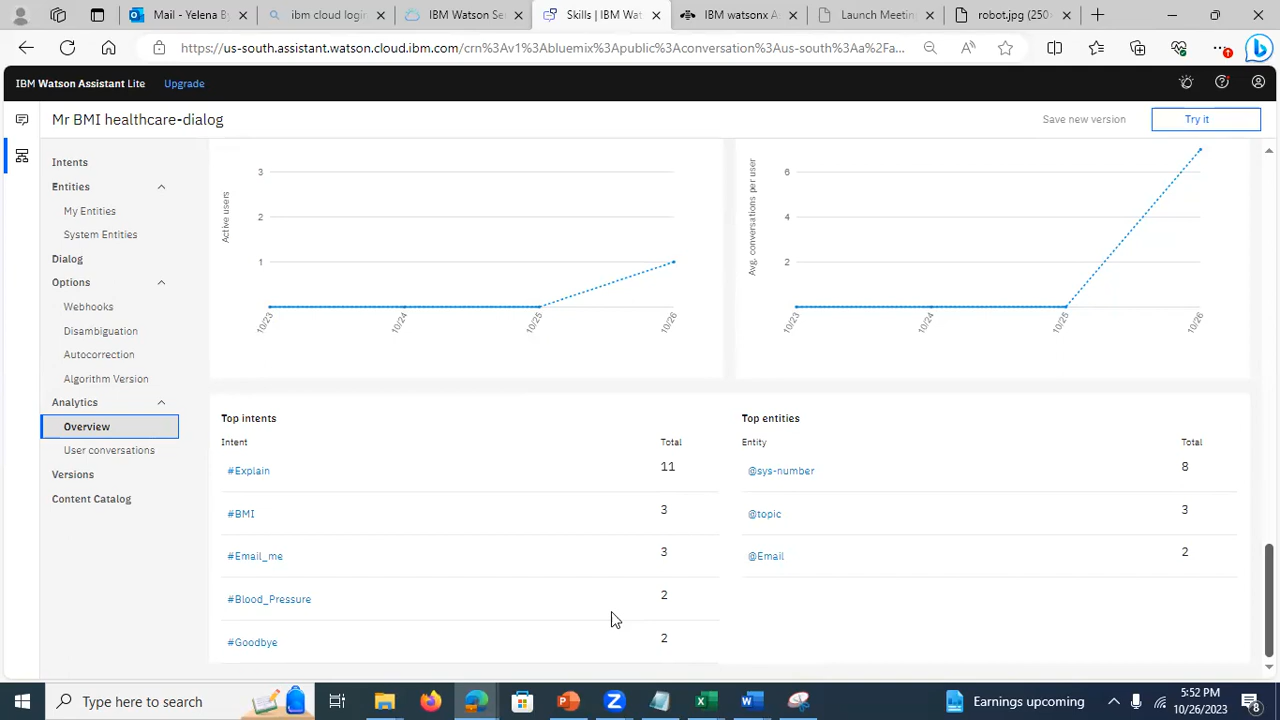 Mail - Yelena By
ibm cloud login
IBM Watson Se
Skills | IBM Wat
IBM watsonx A
Launch Meetin
robot.jpg (250×
https://us-south.assistant.watson.cloud.ibm.com/crn%3Av1%3Abluemix%3Apublic%3Aconversation%3Aus-south%3Aa%2Fa...
IBM Watson Assistant Lite
Upgrade
Mr BMI healthcare-dialog
Save new version
Try it
Intents
Entities
My Entities
System Entities
Dialog
Options
Webhooks
Disambiguation
Autocorrection
Algorithm Version
Analytics
Overview
User conversations
Versions
Content Catalog
Active users
3
2
1
10/23
10/24
10/25
10/26
Avg. conversations per user
6
4
2
10/23
10/24
10/25
10/26
Top intents
Intent Total
#Explain 11
#BMI 3
#Email_me 3
#Blood_Pressure 2
#Goodbye 2
Top entities
Entity Total
@sys-number 8
@topic 3
@Email 2
Type here to search
Earnings upcoming
5:52 PM
10/26/2023
8